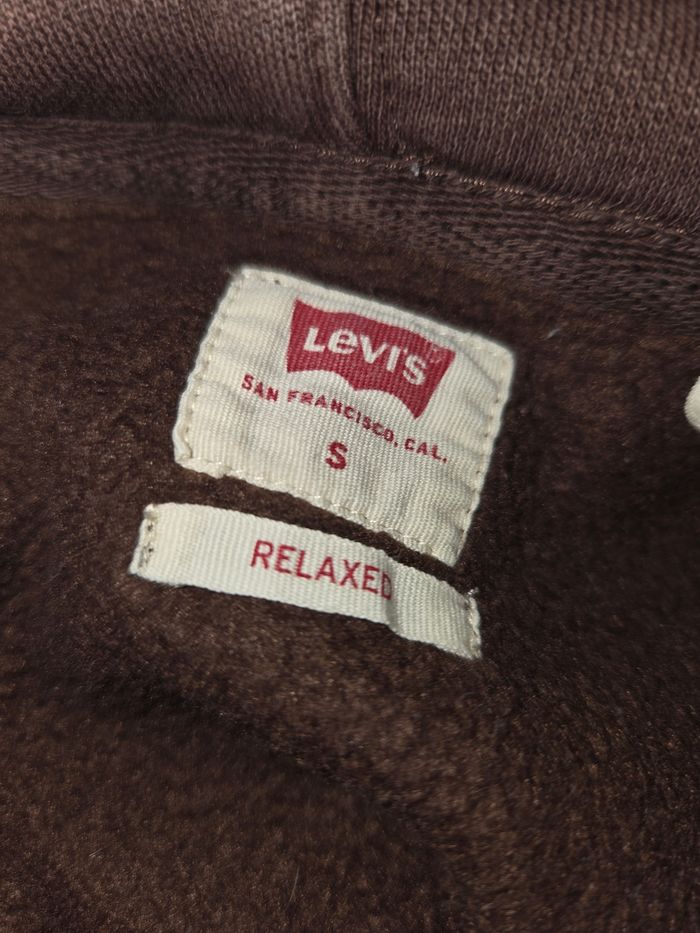 LEVI'S
SAN FRANCISCO, CAL.
S
RELAXED